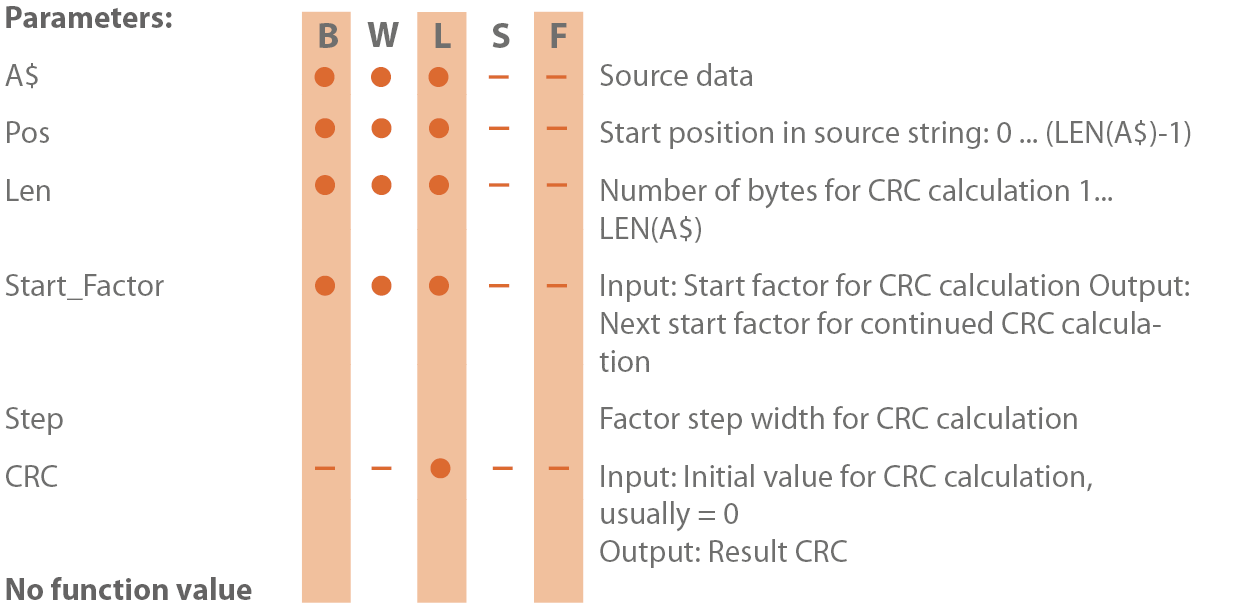 Parameters:
B W L S F
A$ ● ● ● – – Source data
Pos ● ● ● – – Start position in source string: 0 ... (LEN(A$)-1)
Len ● ● ● – – Number of bytes for CRC calculation 1...
LEN(A$)
Start_Factor ● ● ● – – Input: Start factor for CRC calculation Output:
Next start factor for continued CRC calcula-
tion
Step Factor step width for CRC calculation
CRC – – ● – – Input: Initial value for CRC calculation,
usually = 0
Output: Result CRC
No function value